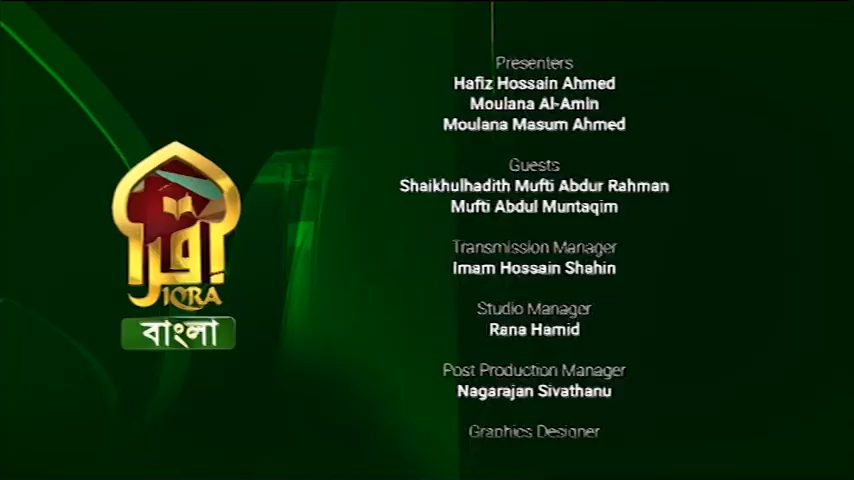 Presenters
Hafiz Hossain Ahmed
Moulana Al-Amin
Moulana Masum Ahmed
Guests
Shaikhulhadith Mufti Abdur Rahman
Mufti Abdul Muntaqim
Transmission Manager
Imam Hossain Shahin
Studio Manager
Rana Hamid
Post Production Manager
Nagarajan Sivathanu
Graphics Designer
اقرأ
IQRA
বাংলা